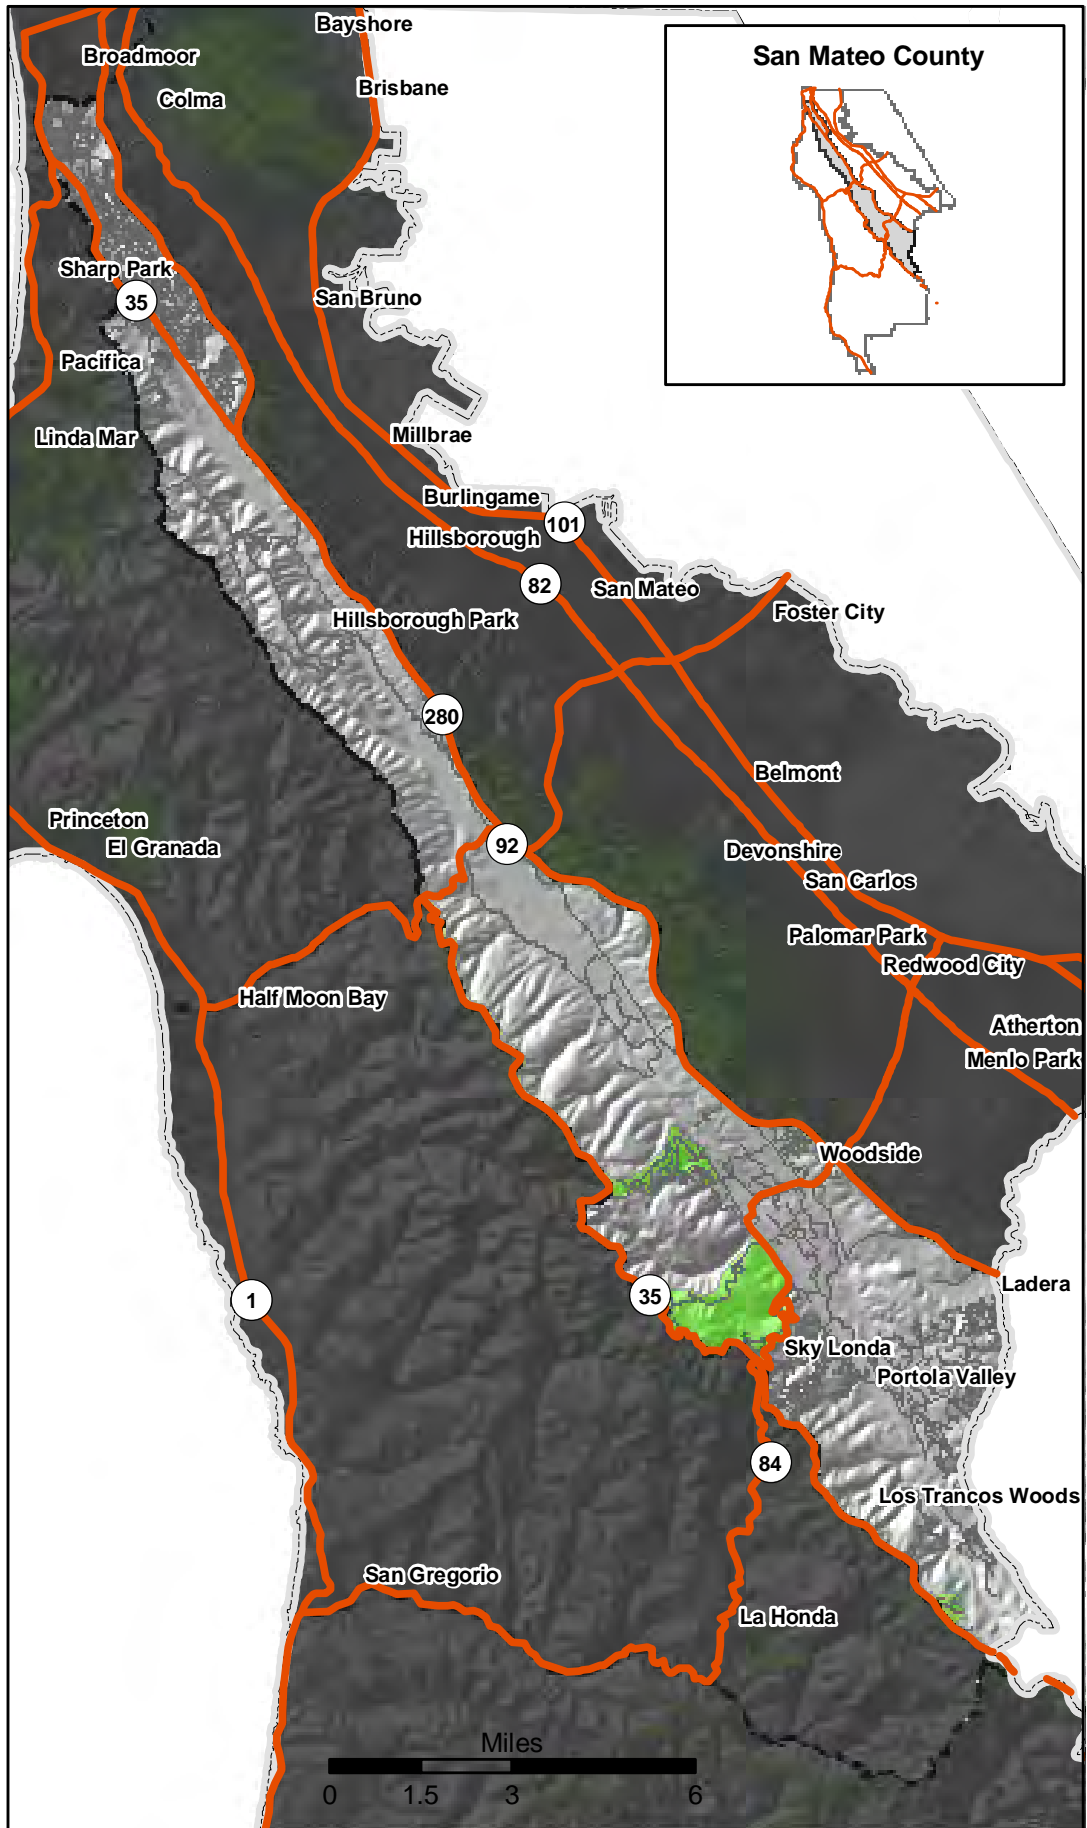 Bayshore
San Mateo County
Broadmoor
Brisbane
Colma
Sharp Park
35
San Bruno
Pacifica
Linda Mar
Millbrae
Burlingame
101
Hillsborough
82
San Mateo
Foster City
Hillsborough Park
280
Belmont
Princeton
El Granada
92
Devonshire
San Carlos
Palomar Park
Redwood City
Half Moon Bay
Atherton
Menlo Park
Woodside
Ladera
1
35
Sky Londa
Portola Valley
84
Los Trancos Woods
San Gregorio
La Honda
Miles
0 1.5 3 6